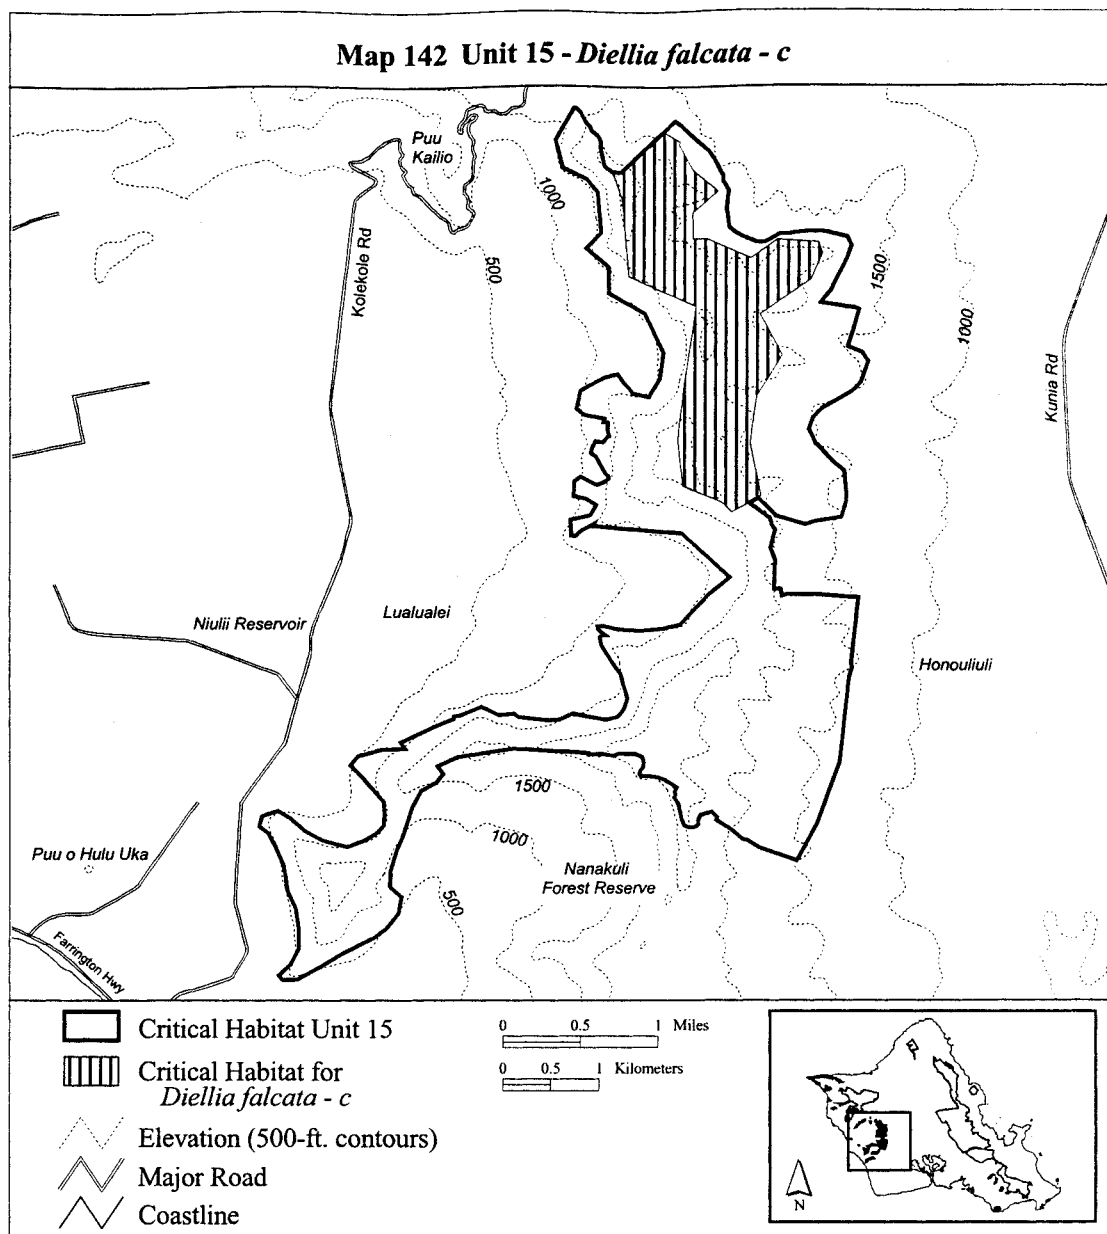 Map 142 Unit 15 - Diellia falcata - c
Puu
Kailio
1000
500
Kolekole Rd
1500
1000
Kunia Rd
Niulii Reservoir
Lualualei
Honouliuli
1500
1000
Puu o Hulu Uka
Nanakuli
Forest Reserve
500
Farrington Hwy
Critical Habitat Unit 15
Critical Habitat for
Diellia falcata - c
Elevation (500-ft. contours)
Major Road
Coastline
0 0.5 1 Miles
0 0.5 1 Kilometers
N